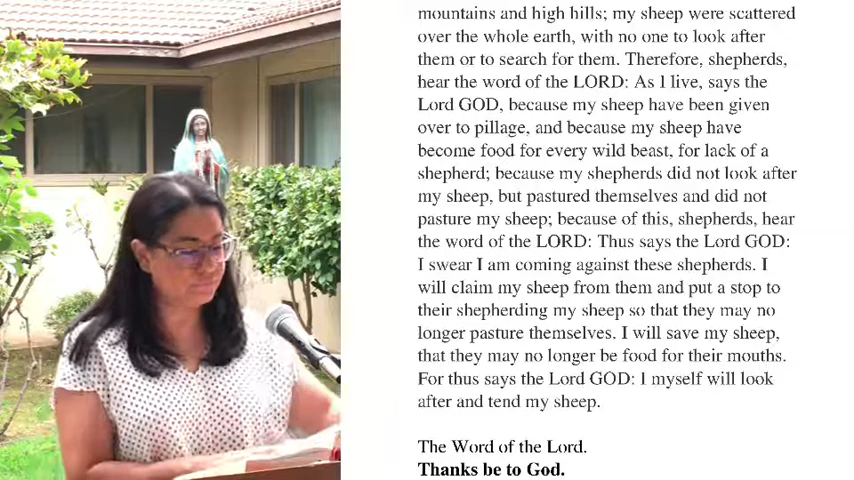 mountains and high hills; my sheep were scattered
over the whole earth, with no one to look after
them or to search for them. Therefore, shepherds,
hear the word of the LORD: As I live, says the
Lord GOD, because my sheep have been given
over to pillage, and because my sheep have
become food for every wild beast, for lack of a
shepherd; because my shepherds did not look after
my sheep, but pastured themselves and did not
pasture my sheep; because of this, shepherds, hear
the word of the LORD: Thus says the Lord GOD:
I swear I am coming against these shepherds. I
will claim my sheep from them and put a stop to
their shepherding my sheep so that they may no
longer pasture themselves. I will save my sheep,
that they may no longer be food for their mouths.
For thus says the Lord GOD: I myself will look
after and tend my sheep.
The Word of the Lord.
Thanks be to God.